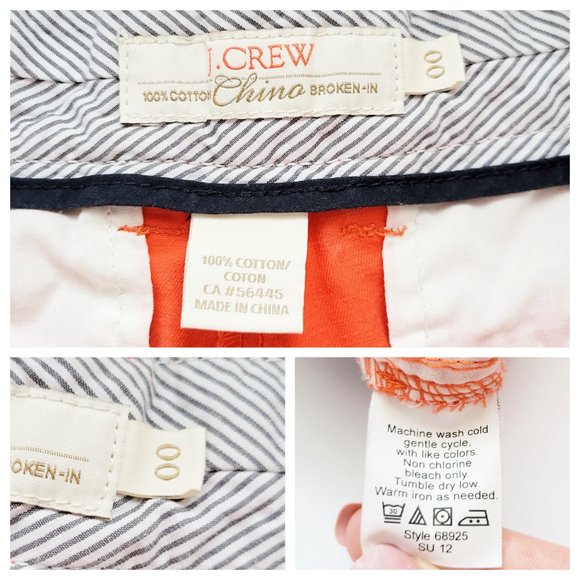 J.CREW
100% COTTON Chino BROKEN-IN
00
100% COTTON/
COTON
CA #56445
MADE IN CHINA
OKEN-IN
00
Machine wash cold
gentle cycle,
with like colors.
Non chlorine
bleach only.
Tumble dry low.
Warm iron as needed.
30
Style 68925
SU 12